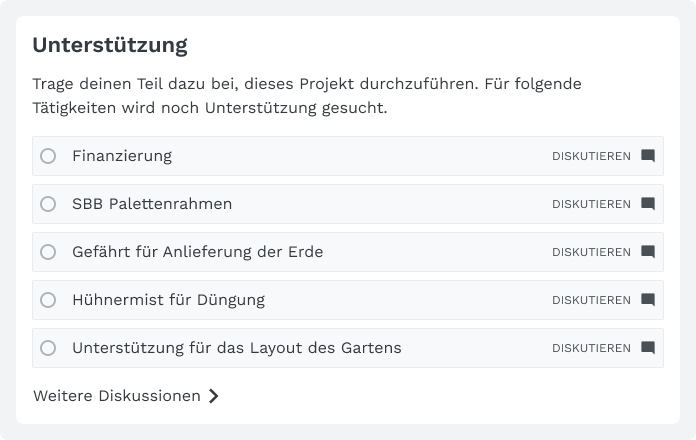 Unterstützung
Trage deinen Teil dazu bei, dieses Projekt durchzuführen. Für folgende
Tätigkeiten wird noch Unterstützung gesucht.
Finanzierung DISKUTIEREN
SBB Palettenrahmen DISKUTIEREN
Gefährt für Anlieferung der Erde DISKUTIEREN
Hühnermist für Düngung DISKUTIEREN
Unterstützung für das Layout des Gartens DISKUTIEREN
Weitere Diskussionen